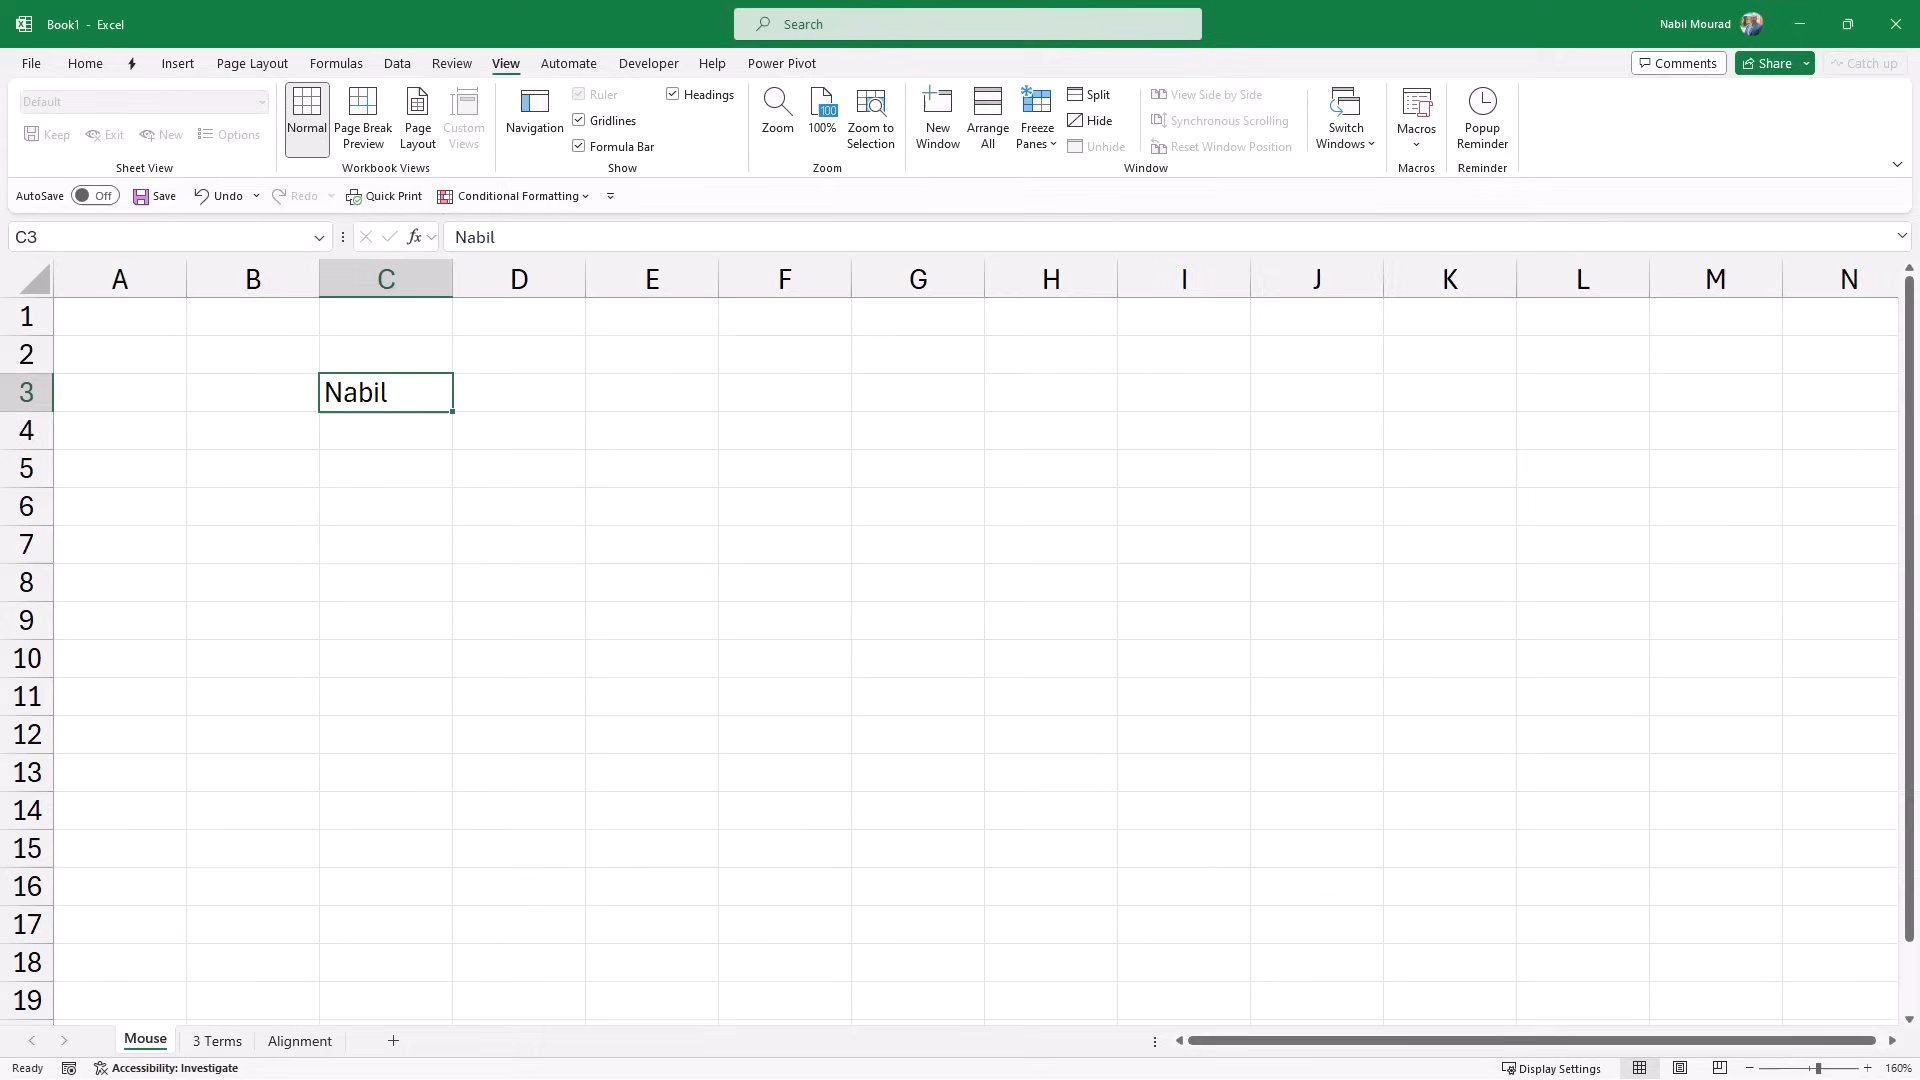 Book1 - Excel
Search
Nabil Mourad
File Home Insert Page Layout Formulas Data Review View Automate Developer Help Power Pivot
Comments Share Catch up
Default
Keep Exit New Options
Sheet View
Normal
Page Break Preview
Page Layout
Custom Views
Workbook Views
Navigation
Ruler
Gridlines
Formula Bar
Headings
Show
Zoom
100
100%
Zoom to Selection
Zoom
New Window
Arrange All
Freeze Panes
Split
Hide
Unhide
View Side by Side
Synchronous Scrolling
Reset Window Position
Switch Windows
Window
Macros
Macros
Popup Reminder
Reminder
AutoSave Off Save Undo Redo Quick Print Conditional Formatting
C3 fx Nabil
A B C D E F G H I J K L M N
1
2
3 Nabil
4
5
6
7
8
9
10
11
12
13
14
15
16
17
18
19
Mouse 3 Terms Alignment
Ready Accessibility: Investigate Display Settings 160%